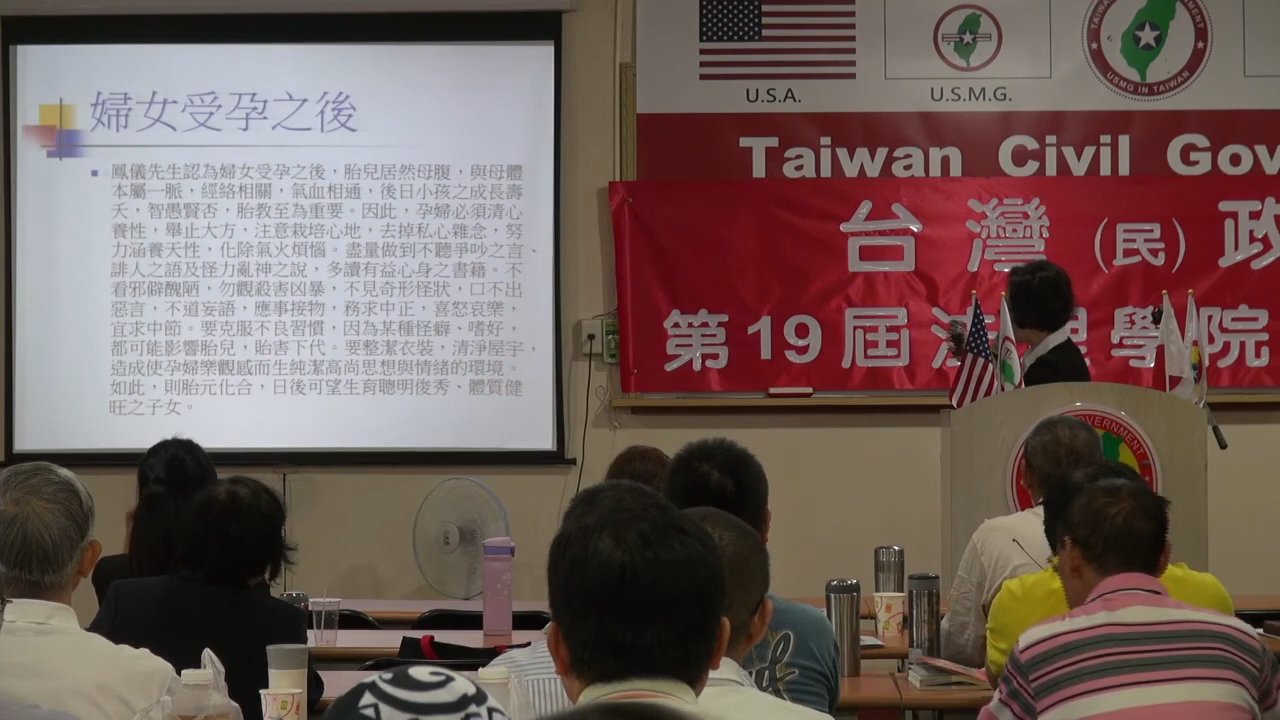 婦女受孕之後
鳳儀先生認為婦女受孕之後，胎兒居然母腹，與母體
本屬一脈，經絡相關，氣血相通，後日小孩之成長壽
夭，智愚賢否，胎教至為重要。因此，孕婦必須清心
養性，舉止大方，注意栽培心地，去掉私心雜念，努
力涵養天性，化除氣火煩惱。盡量做到不聽爭吵之言、
誹人之語及怪力亂神之說，多讀有益心身之書籍。不
看邪僻醜陋，勿觀殺害凶暴，不見奇形怪狀，口不出
惡言，不道妄語，應事接物，務求中正，喜怒哀樂，
宜求中節。要克服不良習慣，因為某種怪癖、嗜好，
都可能影響胎兒，貽害下代。要整潔衣裝，清淨屋宇，
造成使孕婦樂觀感而生純潔高尚思想與情緒的環境。
如此，則胎元化合，日後可望生育聰明俊秀、體質健
旺之子女。
U.S.A.
U.S.M.G.
USMG IN TAIWAN
Taiwan Civil Gov
台灣(民)政
第19屆法理學院
GOVERNMENT